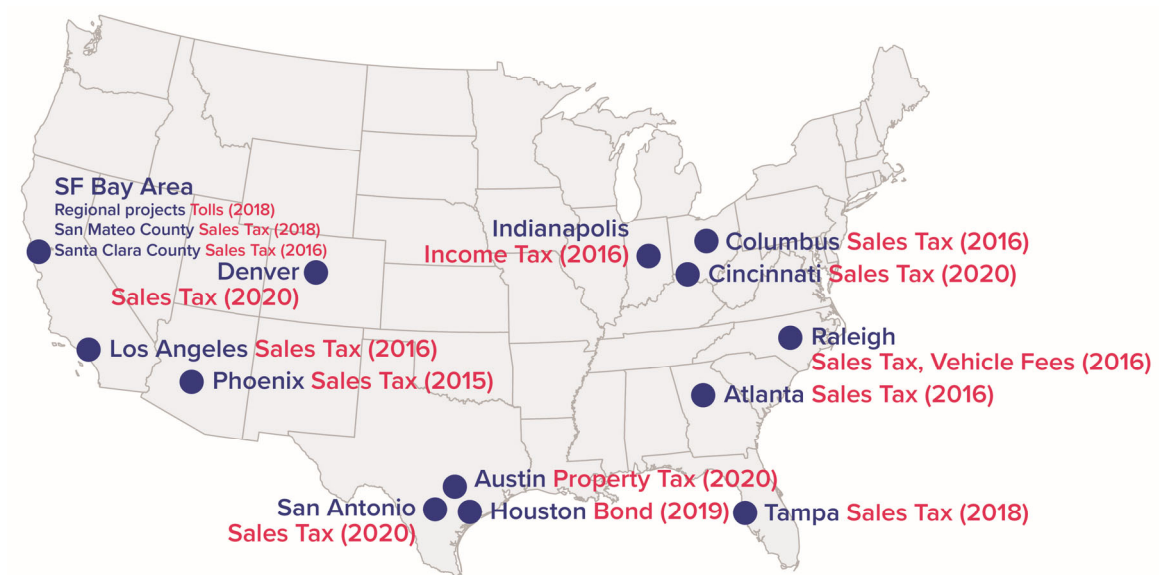 SF Bay Area
Regional projects Tolls (2018)
San Mateo County Sales Tax (2018)
Santa Clara County Sales Tax (2016)
Denver
Sales Tax (2020)
Los Angeles Sales Tax (2016)
Phoenix Sales Tax (2015)
Indianapolis
Income Tax (2016)
Columbus Sales Tax (2016)
Cincinnati Sales Tax (2020)
Raleigh
Sales Tax, Vehicle Fees (2016)
Atlanta Sales Tax (2016)
Austin Property Tax (2020)
San Antonio
Sales Tax (2020)
Houston Bond (2019)
Tampa Sales Tax (2018)